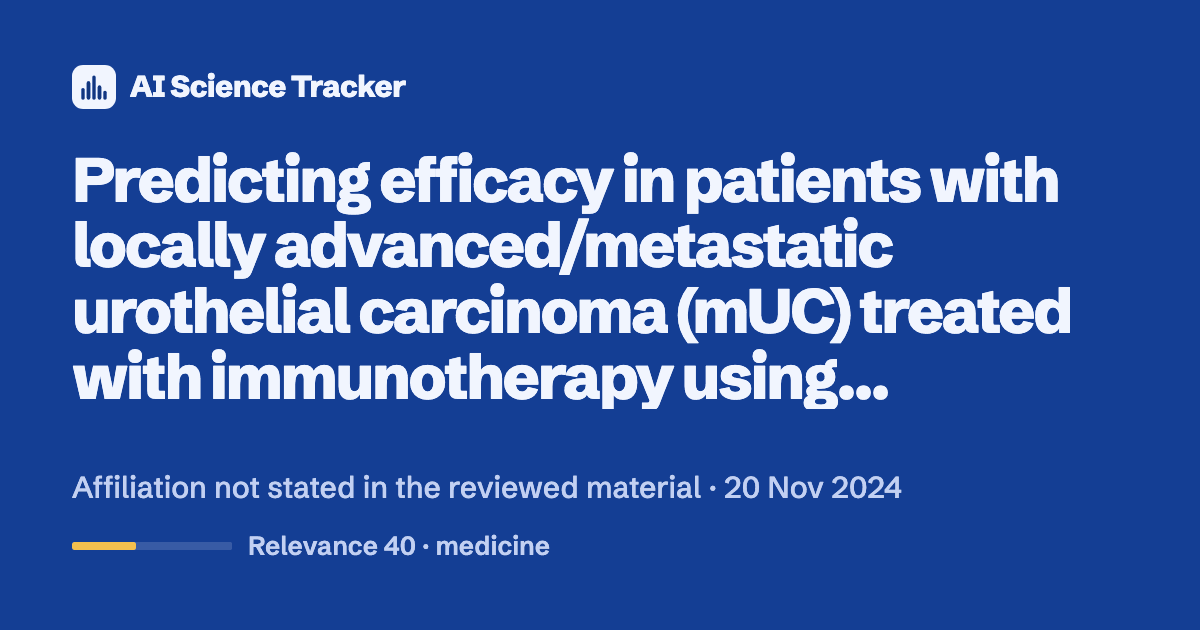 AI Science Tracker
Predicting efficacy in patients with
locally advanced/metastatic
urothelial carcinoma (mUC) treated
with immunotherapy using...
Affiliation not stated in the reviewed material · 20 Nov 2024
Relevance 40 · medicine